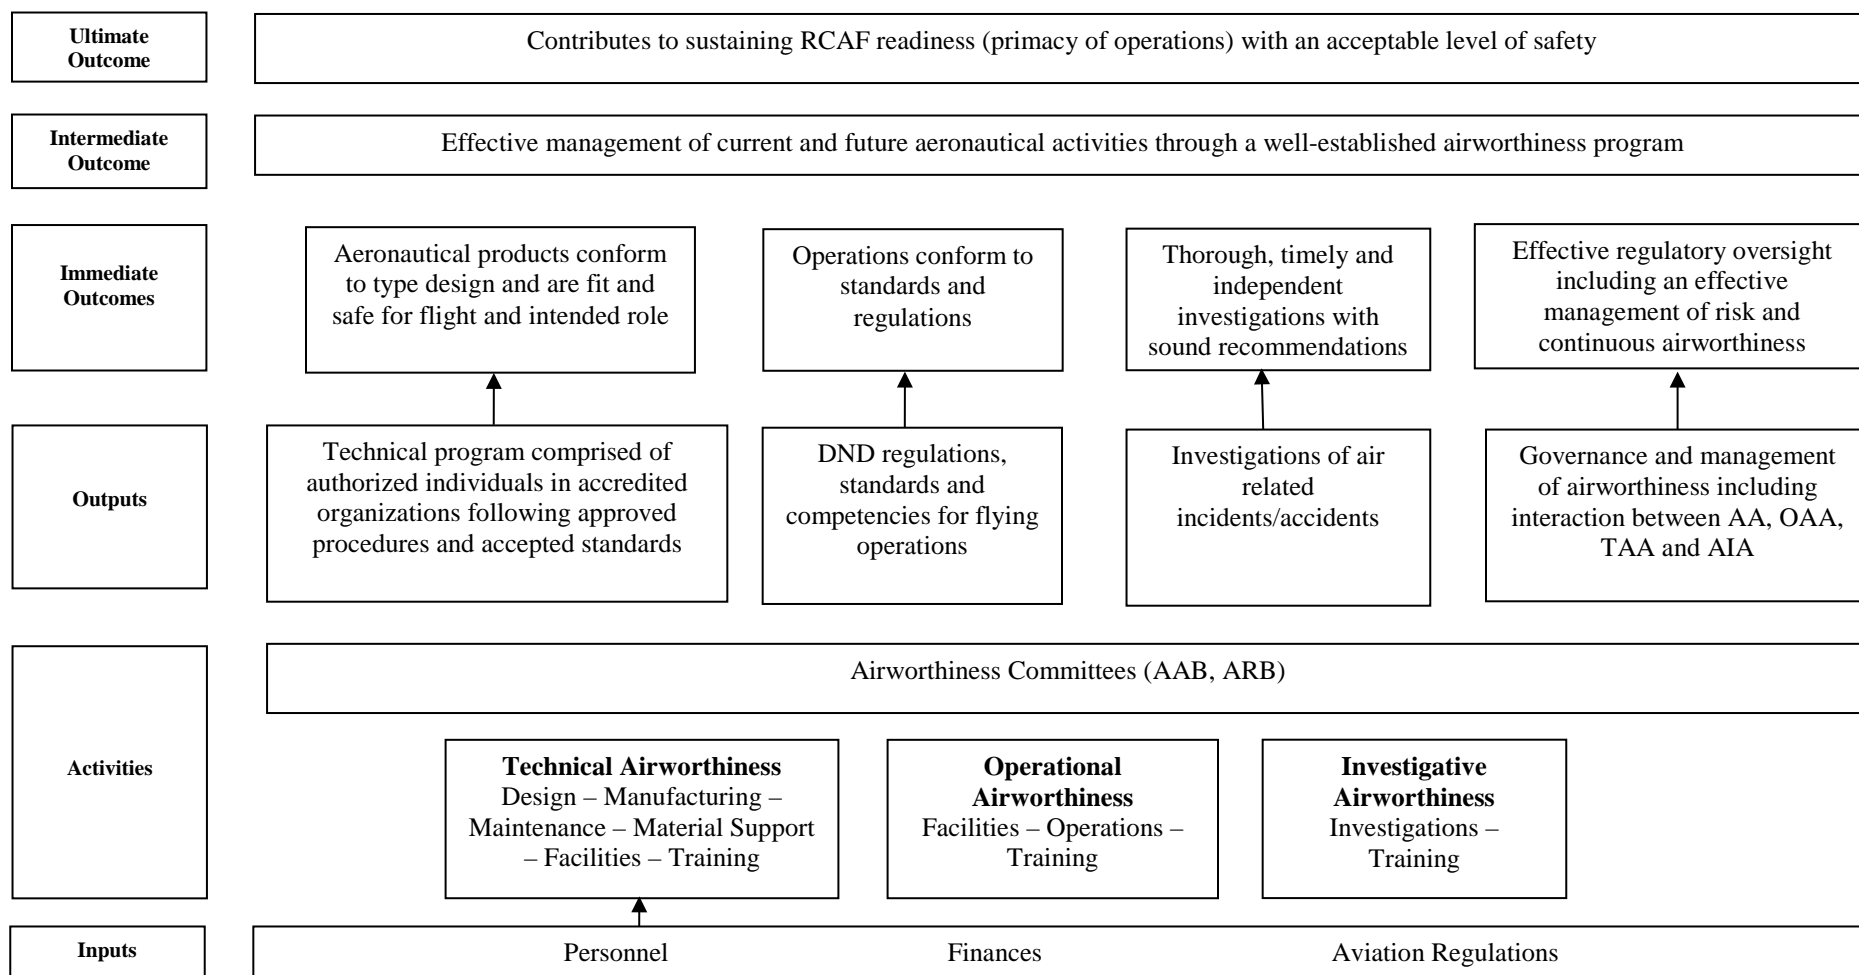 Ultimate
Outcome
Contributes to sustaining RCAF readiness (primacy of operations) with an acceptable level of safety
Intermediate
Outcome
Effective management of current and future aeronautical activities through a well-established airworthiness program
Immediate
Outcomes
Aeronautical products conform
to type design and are fit and
safe for flight and intended role
Operations conform to
standards and
regulations
Thorough, timely and
independent
investigations with
sound recommendations
Effective regulatory oversight
including an effective
management of risk and
continuous airworthiness
Outputs
Technical program comprised of
authorized individuals in accredited
organizations following approved
procedures and accepted standards
DND regulations,
standards and
competencies for flying
operations
Investigations of air
related
incidents/accidents
Governance and management
of airworthiness including
interaction between AA, OAA,
TAA and AIA
Activities
Airworthiness Committees (AAB, ARB)
Technical Airworthiness
Design – Manufacturing –
Maintenance – Material Support
– Facilities – Training
Operational
Airworthiness
Facilities – Operations –
Training
Investigative
Airworthiness
Investigations –
Training
Inputs
Personnel Finances Aviation Regulations